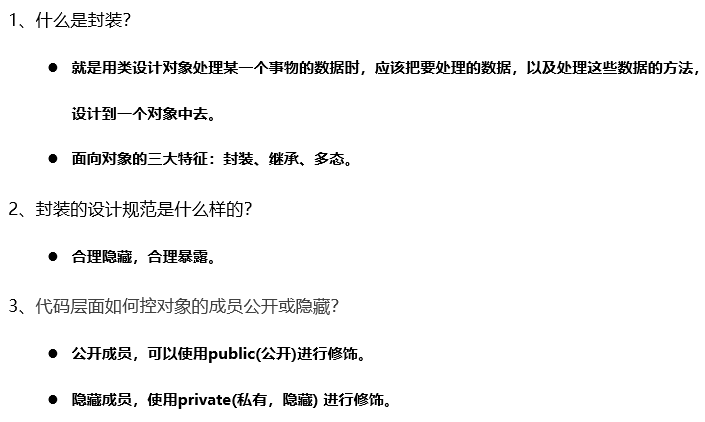 1、什么是封装？
● 就是用类设计对象处理某一个事物的数据时，应该把要处理的数据，以及处理这些数据的方法，
设计到一个对象中去。
● 面向对象的三大特征：封装、继承、多态。
2、封装的设计规范是什么样的？
● 合理隐藏，合理暴露。
3、代码层面如何控对象的成员公开或隐藏？
● 公开成员，可以使用public(公开)进行修饰。
● 隐藏成员，使用private(私有，隐藏) 进行修饰。